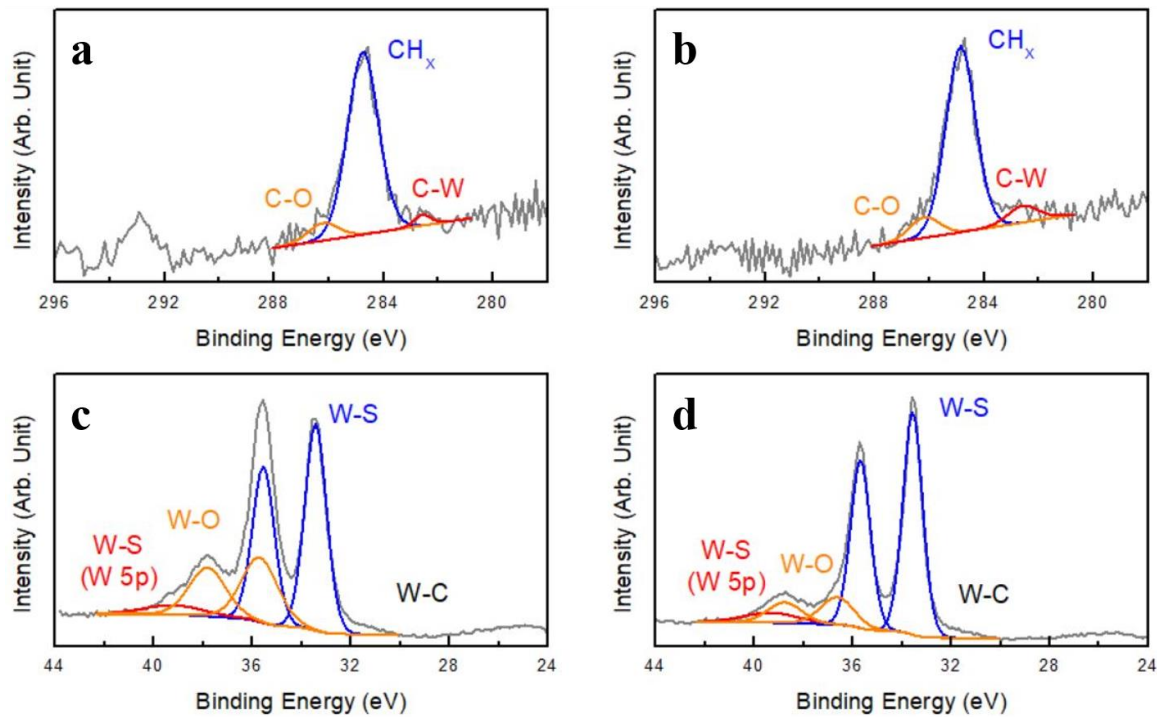 a
CHₓ
C-O
C-W
Intensity (Arb. Unit)
296 292 288 284 280
Binding Energy (eV)
b
CHₓ
C-O
C-W
Intensity (Arb. Unit)
296 292 288 284 280
Binding Energy (eV)
c
W-S
W-O
W-S
(W 5p)
W-C
Intensity (Arb. Unit)
44 40 36 32 28 24
Binding Energy (eV)
d
W-S
W-O
W-S
(W 5p)
W-C
Intensity (Arb. Unit)
44 40 36 32 28 24
Binding Energy (eV)